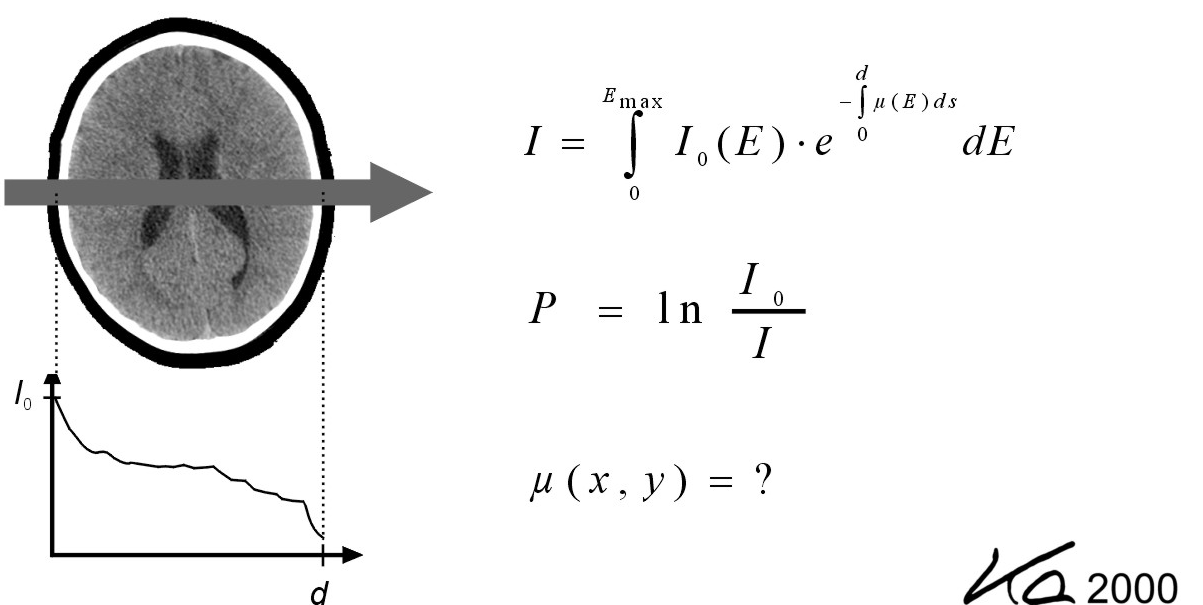 I = ∫₀^{Emax} I₀(E) · e^{-∫₀^d μ(E)ds} dE
P = ln I₀/I
μ(x, y) = ?
I₀
d
2000